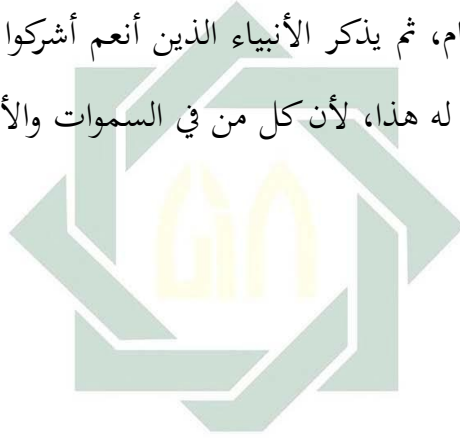 ام، ثم يذكر الأنبياء الذين أنعم أشركوا
له هذا، لأن كل من في السموات والأ